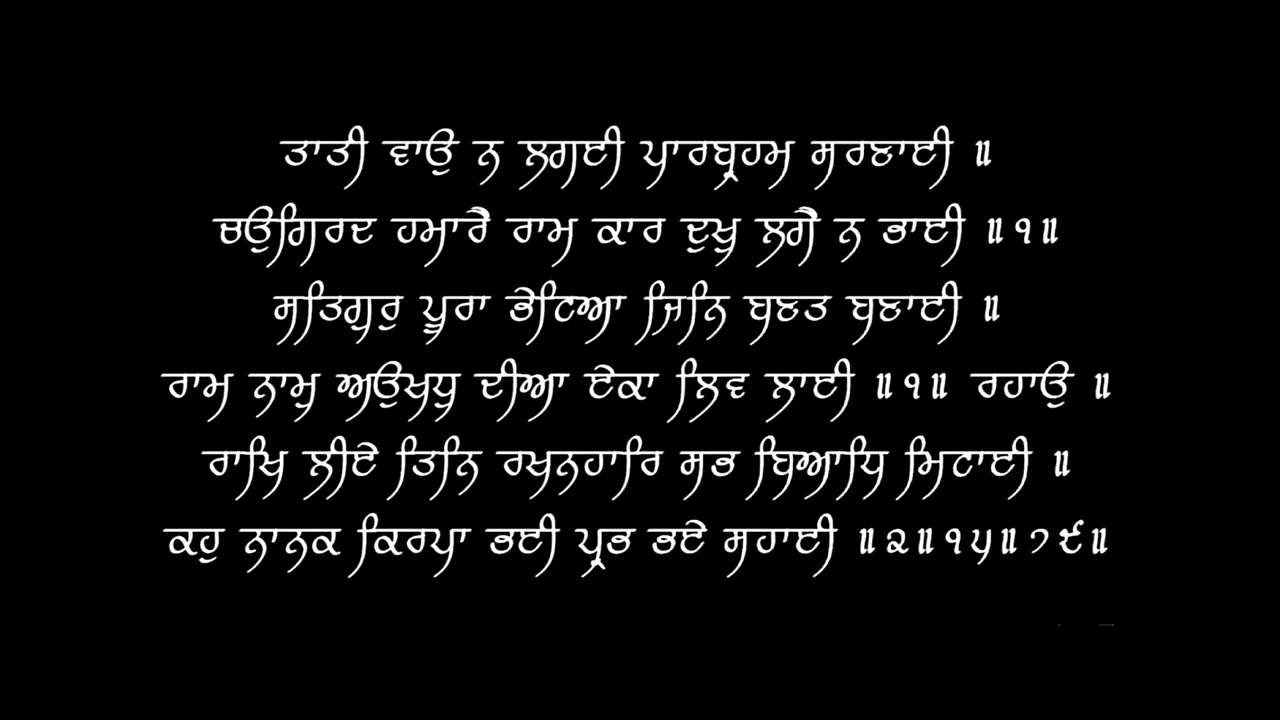 ਤਾਤੀ ਵਾਉ ਨ ਲਗਈ ਪਾਰਬ੍ਰਹਮ ਸਰਣਾਈ ॥
ਚਉਗਿਰਦ ਹਮਾਰੈ ਰਾਮ ਕਾਰ ਦੁਖੁ ਲਗੈ ਨ ਭਾਈ ॥੧॥
ਸਤਿਗੁਰੁ ਪੂਰਾ ਭੇਟਿਆ ਜਿਨਿ ਬਣਤ ਬਣਾਈ ॥
ਰਾਮ ਨਾਮੁ ਅਉਖਧੁ ਦੀਆ ਏਕਾ ਲਿਵ ਲਾਈ ॥੧॥ ਰਹਾਉ ॥
ਰਾਖਿ ਲੀਏ ਤਿਨਿ ਰਖਨਹਾਰਿ ਸਭ ਬਿਆਧਿ ਮਿਟਾਈ ॥
ਕਹੁ ਨਾਨਕ ਕਿਰਪਾ ਭਈ ਪ੍ਰਭ ਭਏ ਸਹਾਈ ॥੨॥੧੫॥੭੯॥